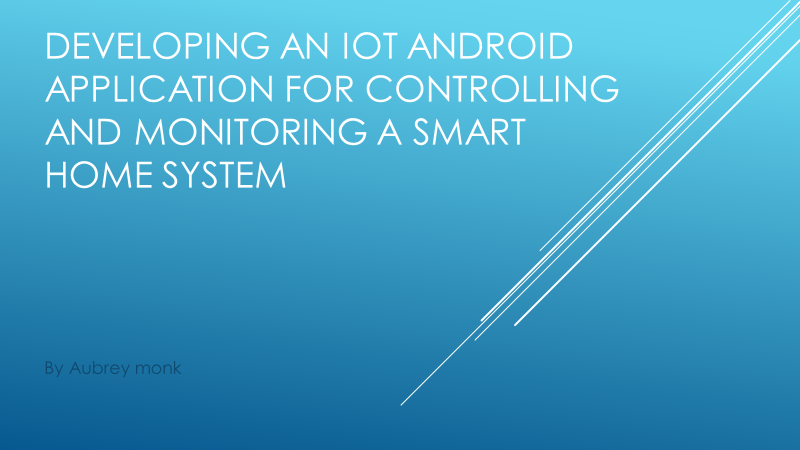 DEVELOPING AN IOT ANDROID
APPLICATION FOR CONTROLLING
AND MONITORING A SMART
HOME SYSTEM
By Aubrey monk